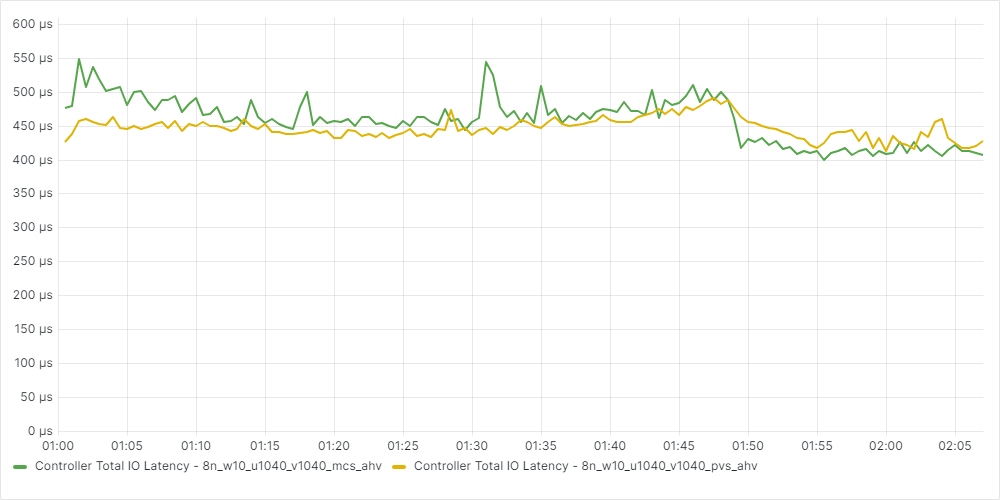 600 µs
550 µs
500 µs
450 µs
400 µs
350 µs
300 µs
250 µs
200 µs
150 µs
100 µs
50 µs
0 µs
01:00 01:05 01:10 01:15 01:20 01:25 01:30 01:35 01:40 01:45 01:50 01:55 02:00 02:05
Controller Total IO Latency - 8n_w10_u1040_v1040_mcs_ahv Controller Total IO Latency - 8n_w10_u1040_v1040_pvs_ahv